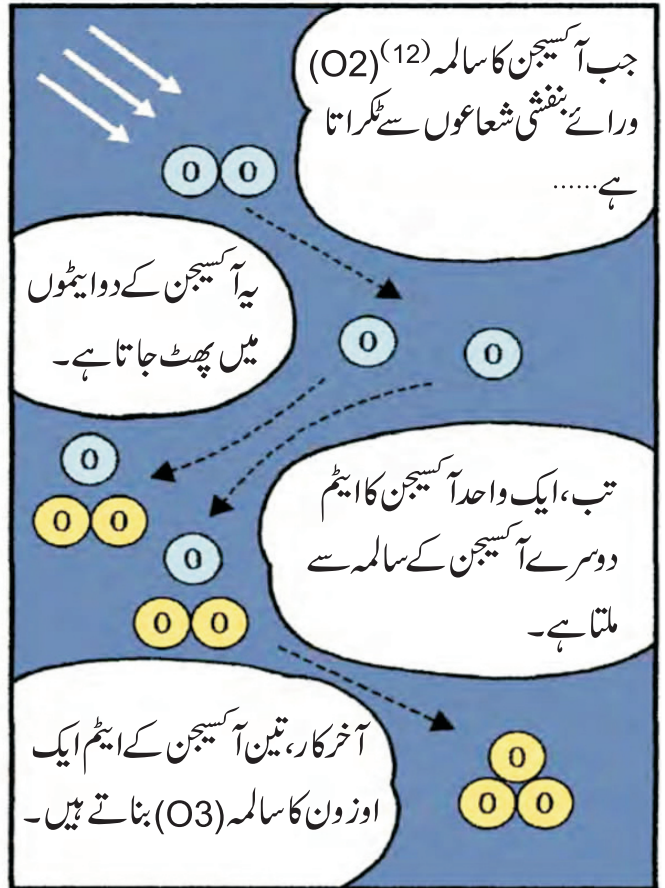 جب آکسیجن کا سالمہ (12)(O2)
ورائے بنفشی شعاعوں سے ٹکراتا
ہے......
O O
یہ آکسیجن کے دو ایٹموں
میں پھٹ جاتا ہے۔
O O
O
O O
تب، ایک واحد آکسیجن کا ایٹم
دوسرے آکسیجن کے سالمہ سے
ملتا ہے۔
O
O O
آخر کار، تین آکسیجن کے ایٹم ایک
اوزون کا سالمہ (O3) بناتے ہیں۔
O
O O